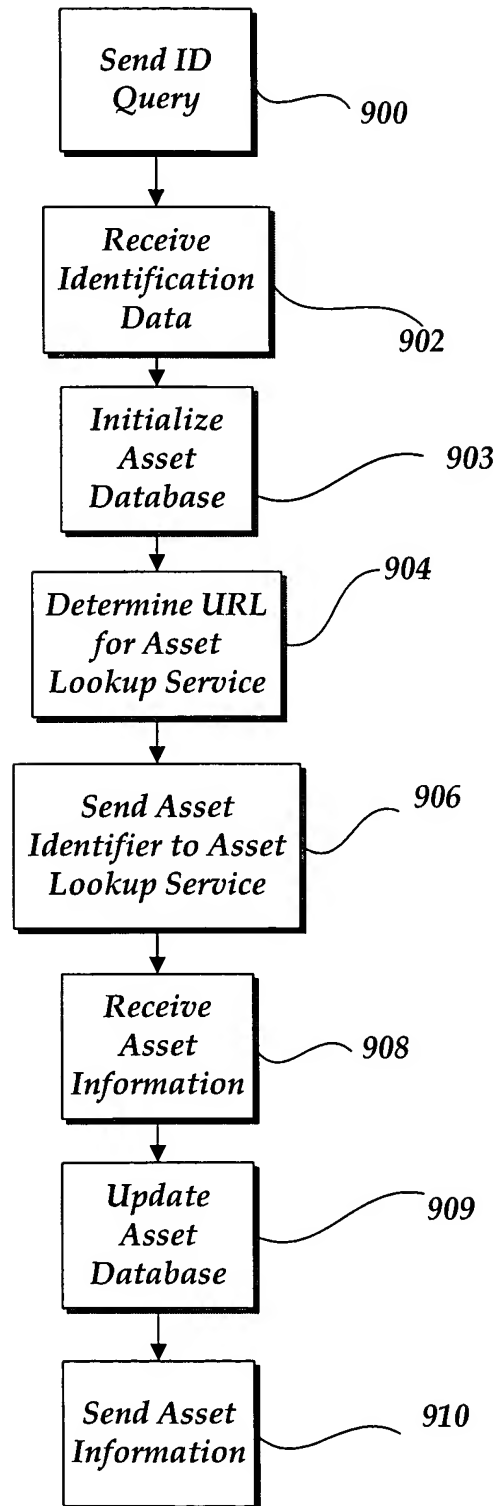 Send ID
Query
900
Receive
Identification
Data
902
Initialize
Asset
Database
903
904
Determine URL
for Asset
Lookup Service
Send Asset
Identifier to Asset
Lookup Service
906
Receive
Asset
Information
908
Update
Asset
Database
909
Send Asset
Information
910